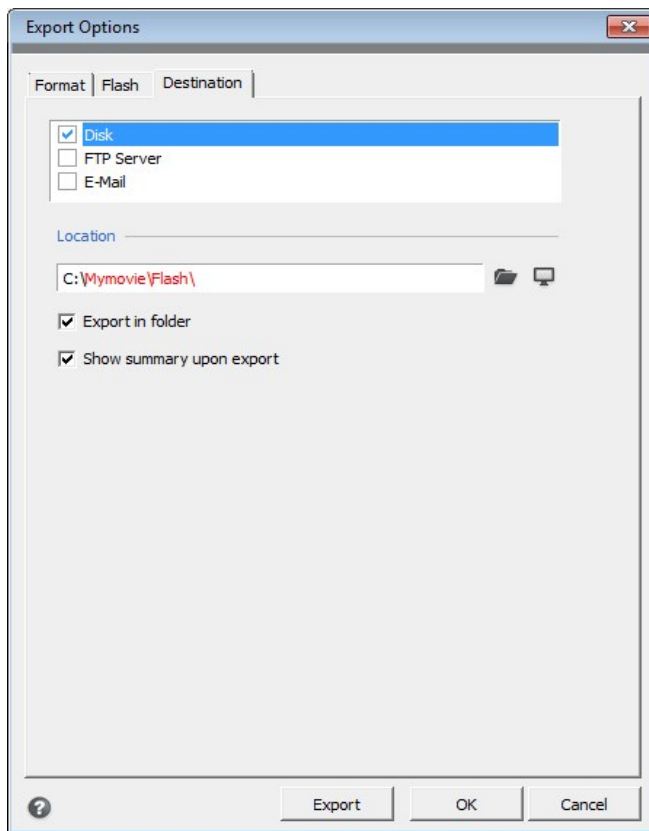 Export Options
Format Flash Destination
Disk
FTP Server
E-Mail
Location
C:\Mymovie\Flash\
Export in folder
Show summary upon export
? Export OK Cancel